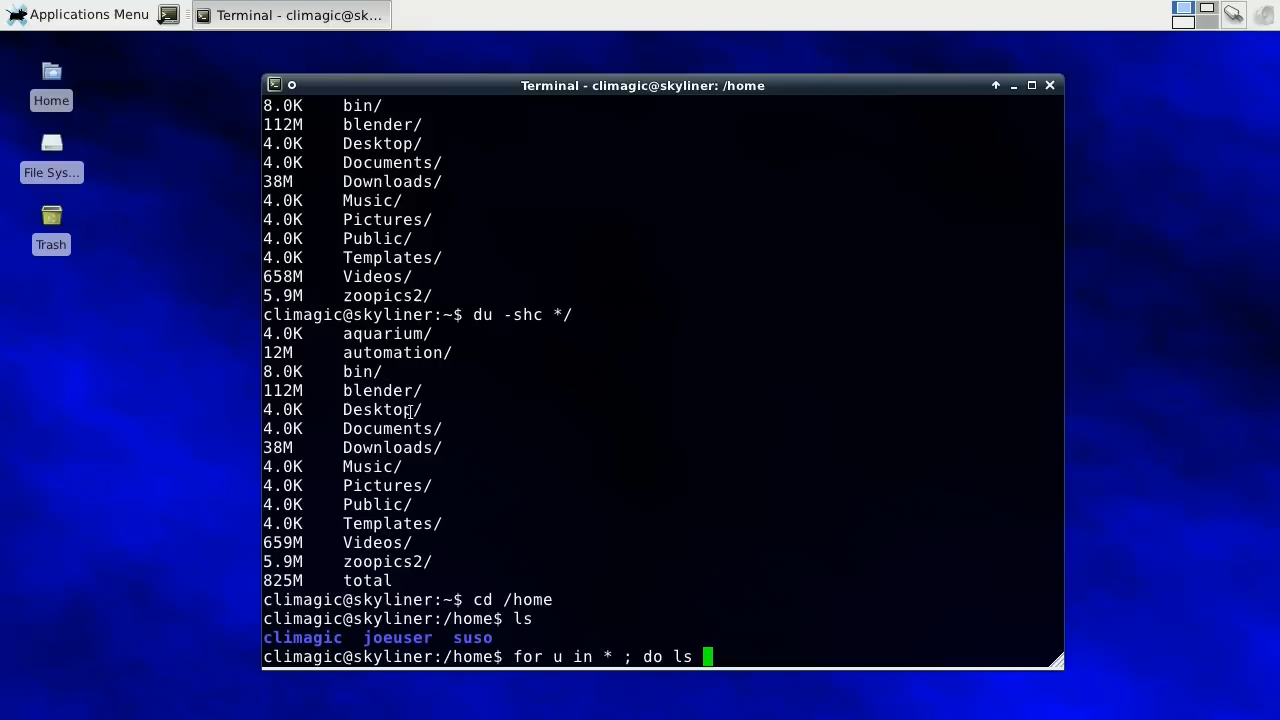 Applications Menu
Terminal - climagic@sk...
Home
File Sys...
Trash
Terminal - climagic@skyliner: /home
8.0K bin/
112M blender/
4.0K Desktop/
4.0K Documents/
38M Downloads/
4.0K Music/
4.0K Pictures/
4.0K Public/
4.0K Templates/
658M Videos/
5.9M zoopics2/
climagic@skyliner:~$ du -shc */
4.0K aquarium/
12M automation/
8.0K bin/
112M blender/
4.0K Desktop/
4.0K Documents/
38M Downloads/
4.0K Music/
4.0K Pictures/
4.0K Public/
4.0K Templates/
659M Videos/
5.9M zoopics2/
825M total
climagic@skyliner:~$ cd /home
climagic@skyliner:/home$ ls
climagic joeuser suso
climagic@skyliner:/home$ for u in * ; do ls